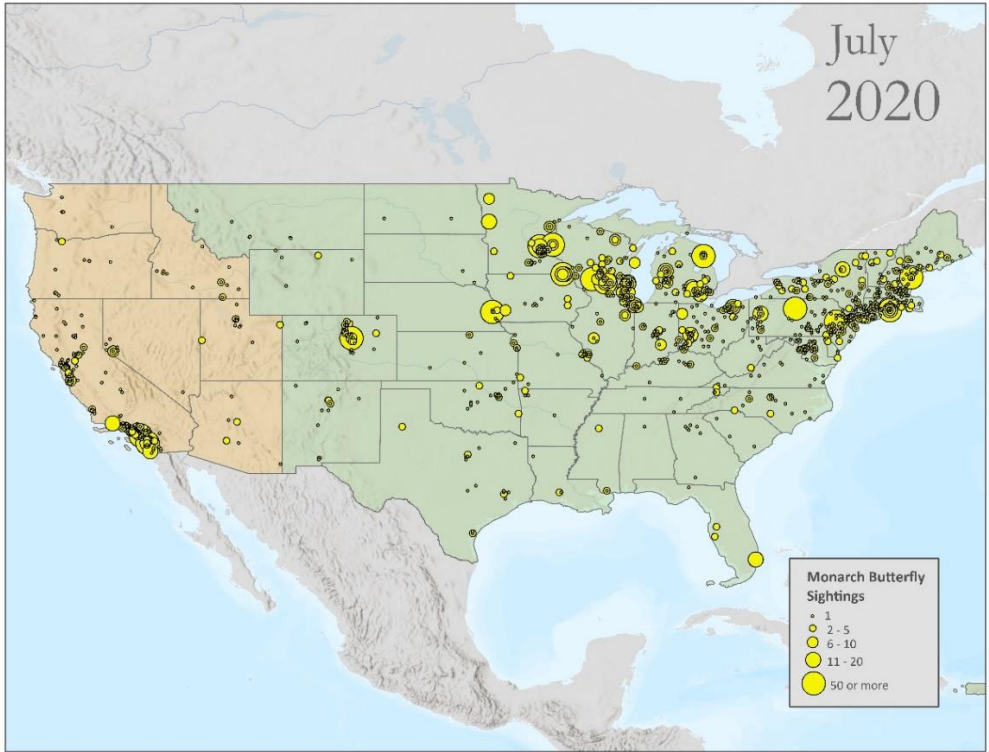 July
2020
Monarch Butterfly
Sightings
1
2 - 5
6 - 10
11 - 20
50 or more